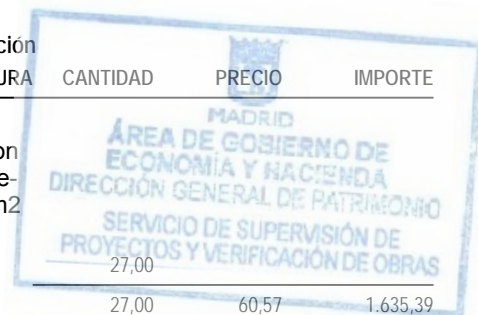 ción
URA CANTIDAD PRECIO IMPORTE
MADRID
ÁREA DE GOBIERNO DE
ECONOMÍA Y HACIENDA
DIRECCIÓN GENERAL DE PATRIMONIO
SERVICIO DE SUPERVISIÓN DE
PROYECTOS Y VERIFICACIÓN DE OBRAS
on
e-
n2
27,00
27,00 60,57 1.635,39